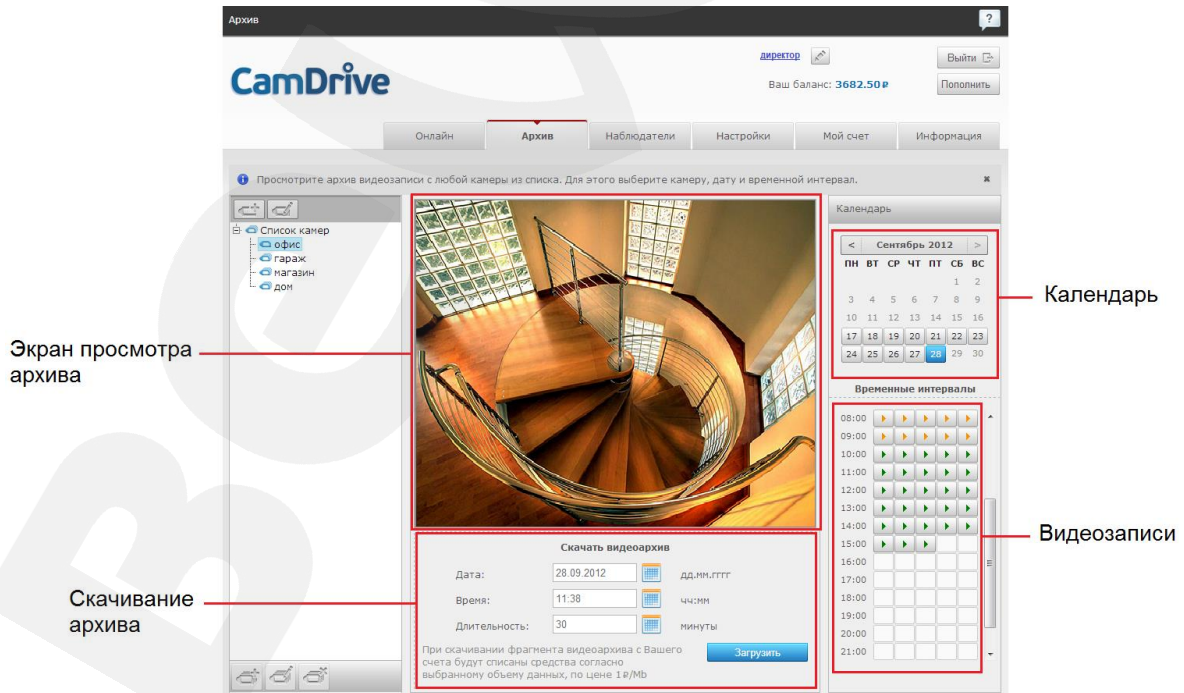 Архив
?
CamDrive
директор
Выйти
Ваш баланс: 3682.50₽
Пополнить
Онлайн
Архив
Наблюдатели
Настройки
Мой счет
Информация
Просмотрите архив видеозаписи с любой камеры из списка. Для этого выберите камеру, дату и временной интервал.
Список камер
офис
гараж
магазин
дом
Календарь
< Сентябрь 2012 >
ПН ВТ СР ЧТ ПТ СБ ВС
1 2
3 4 5 6 7 8 9
10 11 12 13 14 15 16
17 18 19 20 21 22 23
24 25 26 27 28 29 30
Календарь
Экран просмотра
архива
Временные интервалы
08:00
09:00
10:00
11:00
12:00
13:00
14:00
15:00
16:00
17:00
18:00
19:00
20:00
21:00
Видеозаписи
Скачать видеоархив
Дата: 28.09.2012 дд.мм.гггг
Время: 11:38 чч:мм
Длительность: 30 минуты
При скачивании фрагмента видеоархива с Вашего
счета будут списаны средства согласно
выбранному объему данных, по цене 1₽/Mb
Загрузить
Скачивание
архива